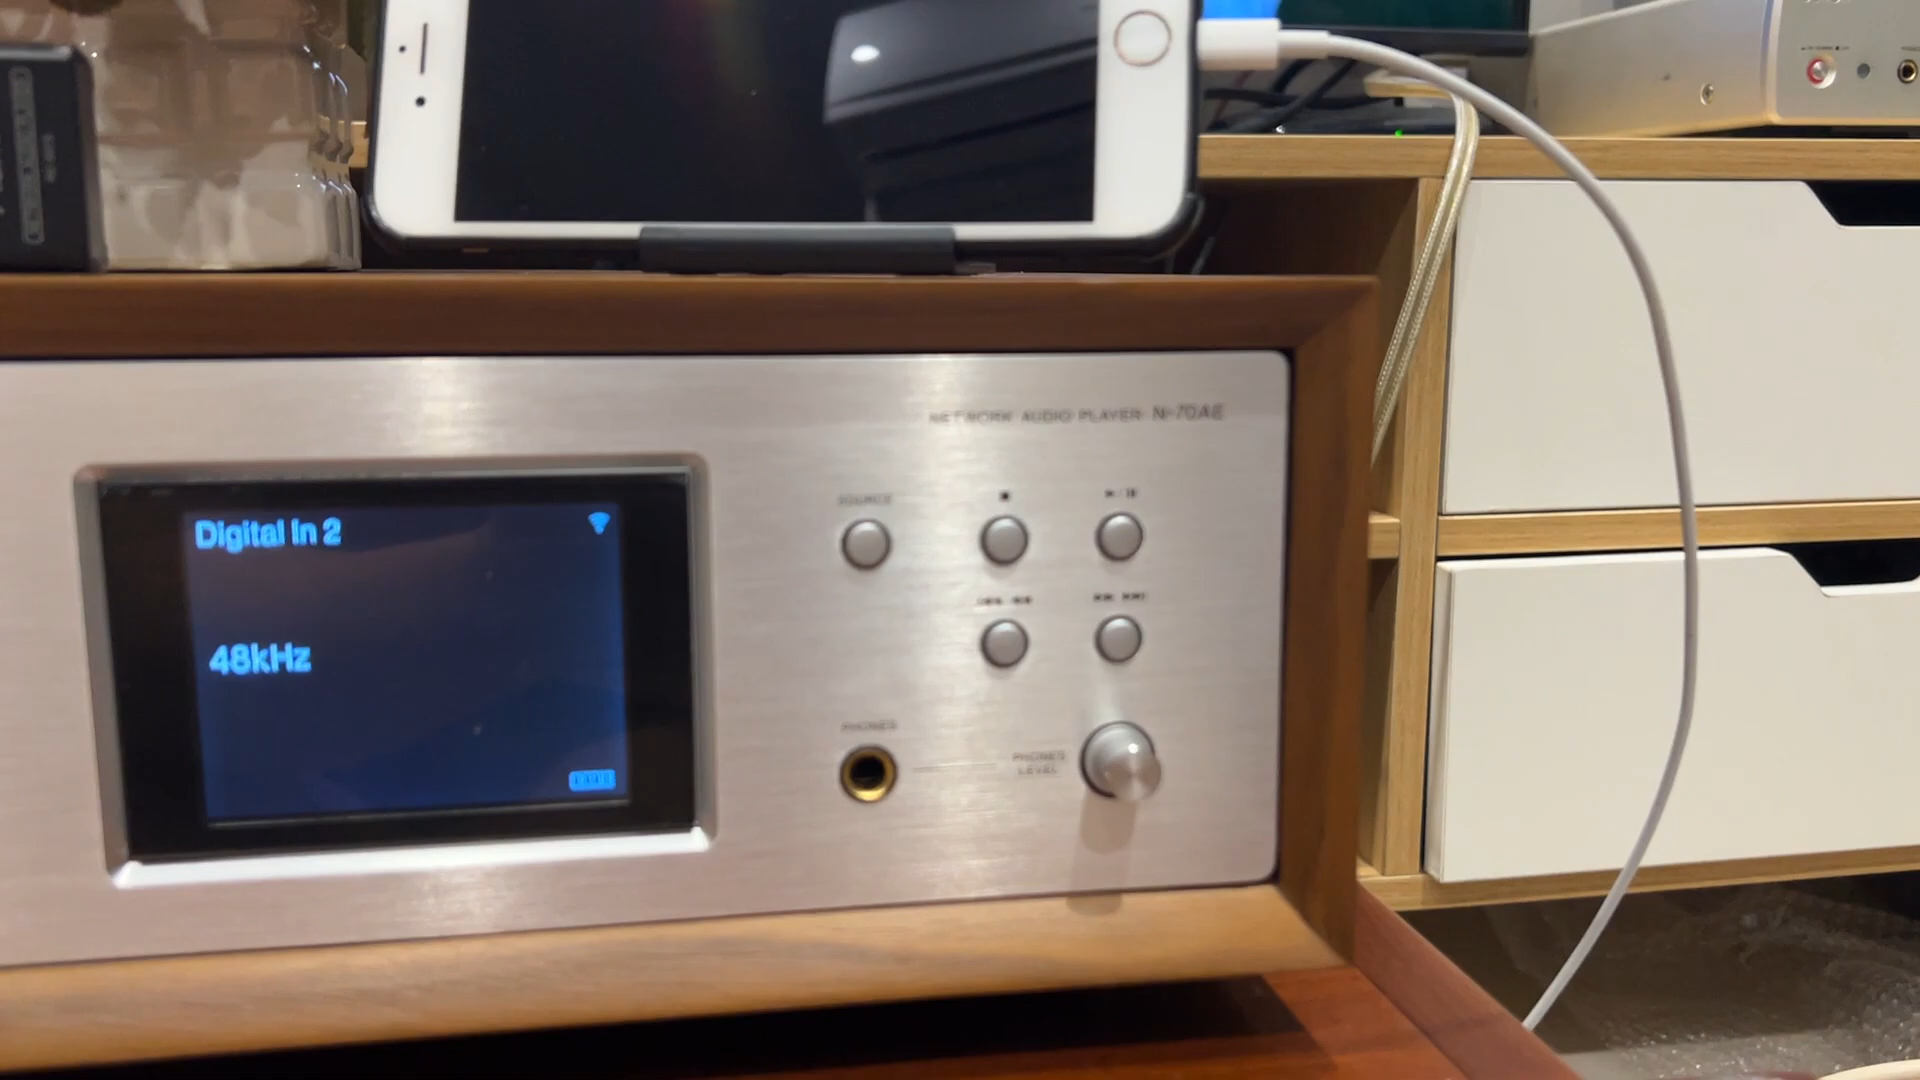 NETWORK AUDIO PLAYER N-70AE
Digital In 2
48kHz
SOURCE
PHONES
PHONES
LEVEL